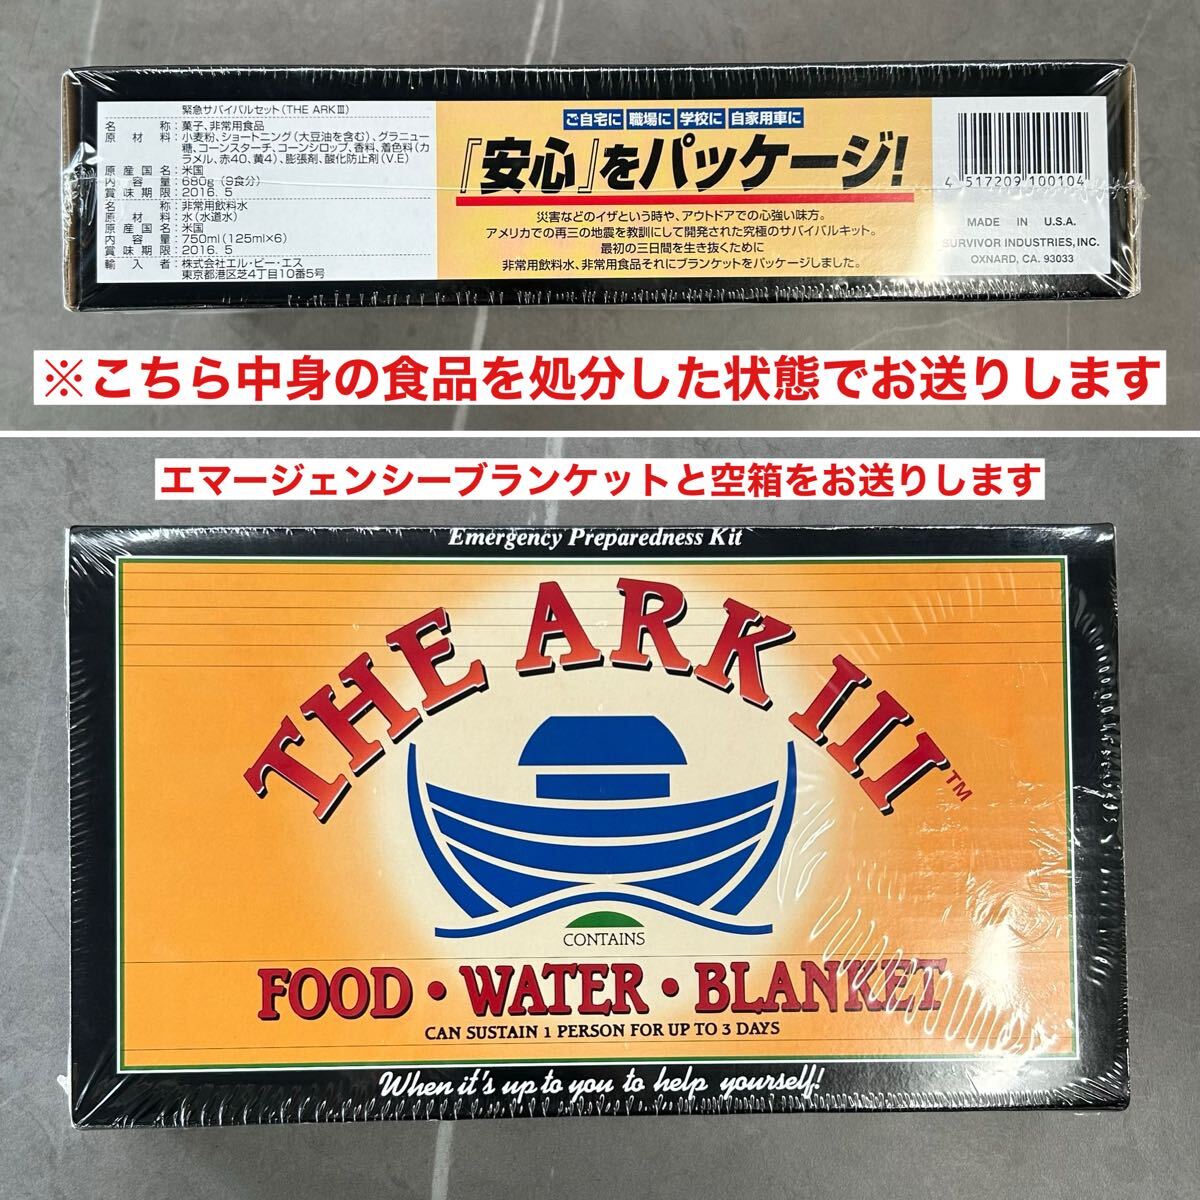 緊急サバイバルセット(THE ARKⅢ)
名称:菓子、非常用食品
原材料:小麦粉、ショートニング(大豆油を含む)、グラニュー
糖、コーンスターチ、コーンシロップ、香料、着色料(カ
ラメル、赤40、黄4)、膨張剤、酸化防止剤(V.E)
原産国名:米国
内容量:680g(9食分)
賞味期限:2016.5
名称:非常用飲料水
原材料:水(水道水)
原産国名:米国
内容量:750ml(125ml×6)
賞味期限:2016.5
輸入者:株式会社エル・ピー・エス
東京都港区芝4丁目10番5号
ご自宅に 職場に 学校に 自家用車に
『安心』をパッケージ!
災害などのイザという時や、アウトドアでの心強い味方。
アメリカでの再三の地震を教訓にして開発された究極のサバイバルキット。
最初の三日間を生き抜くために
非常用飲料水、非常用食品それにブランケットをパッケージしました。
4 517209 100104
MADE IN U.S.A.
SURVIVOR INDUSTRIES, INC.
OXNARD, CA. 93033
※こちら中身の食品を処分した状態でお送りします
エマージェンシーブランケットと空箱をお送りします
Emergency Preparedness Kit
THE ARK III™
CONTAINS
FOOD • WATER • BLANKET
CAN SUSTAIN 1 PERSON FOR UP TO 3 DAYS
When it's up to you to help yourself!